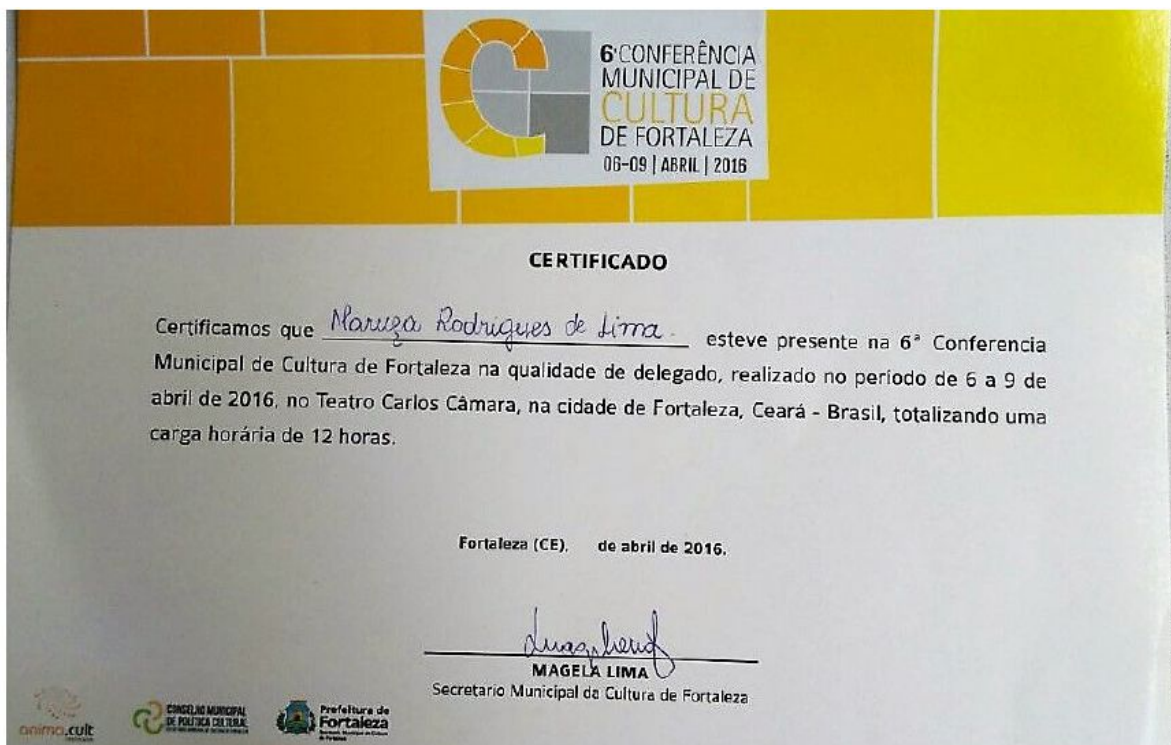 6ª CONFERÊNCIA
MUNICIPAL DE
CULTURA
DE FORTALEZA
06-09 | ABRIL | 2016
CERTIFICADO
Certificamos que Maruza Rodrigues de Lima. esteve presente na 6ª Conferencia
Municipal de Cultura de Fortaleza na qualidade de delegado, realizado no período de 6 a 9 de
abril de 2016, no Teatro Carlos Câmara, na cidade de Fortaleza, Ceará - Brasil, totalizando uma
carga horária de 12 horas.
Fortaleza (CE), de abril de 2016.
MAGELA LIMA
Secretario Municipal da Cultura de Fortaleza
anima.cult
CONSELHO MUNICIPAL
DE POLÍTICA CULTURAL
Prefeitura de
Fortaleza